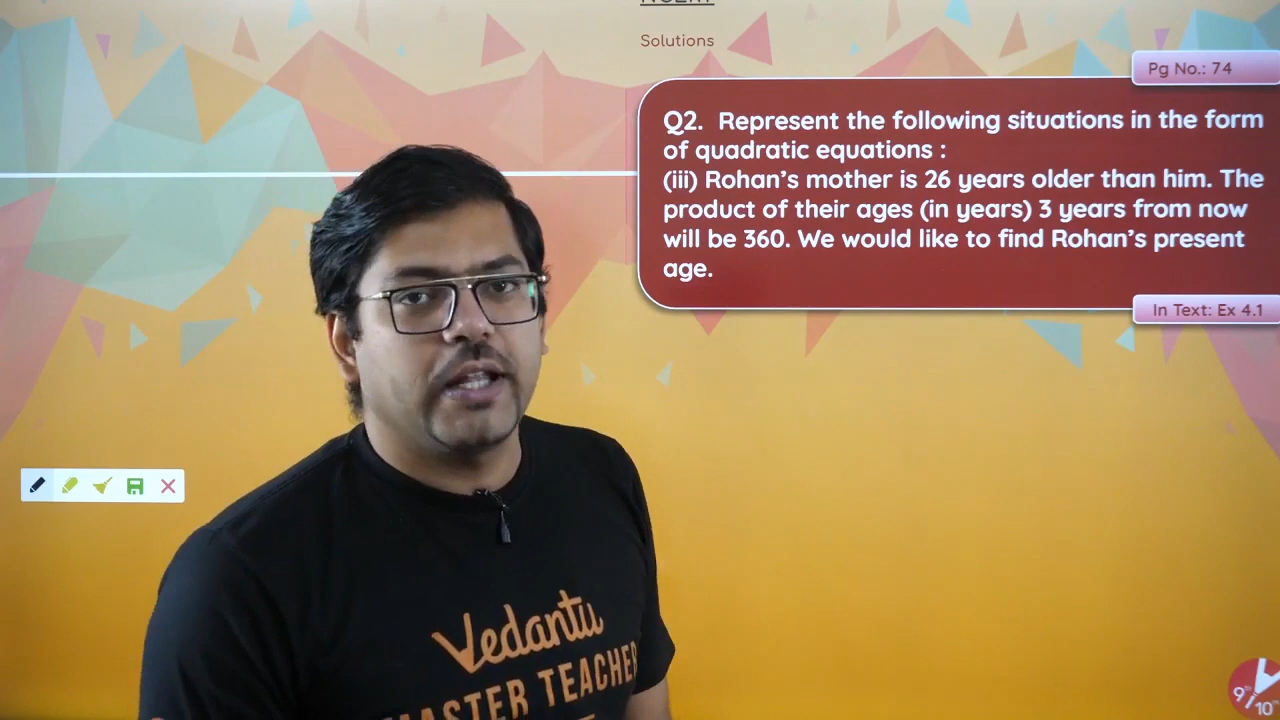 Solutions
Pg No.: 74
Q2. Represent the following situations in the form
of quadratic equations :
(iii) Rohan's mother is 26 years older than him. The
product of their ages (in years) 3 years from now
will be 360. We would like to find Rohan's present
age.
In Text: Ex 4.1
Vedantu
MASTER TEACHER
9th
10th